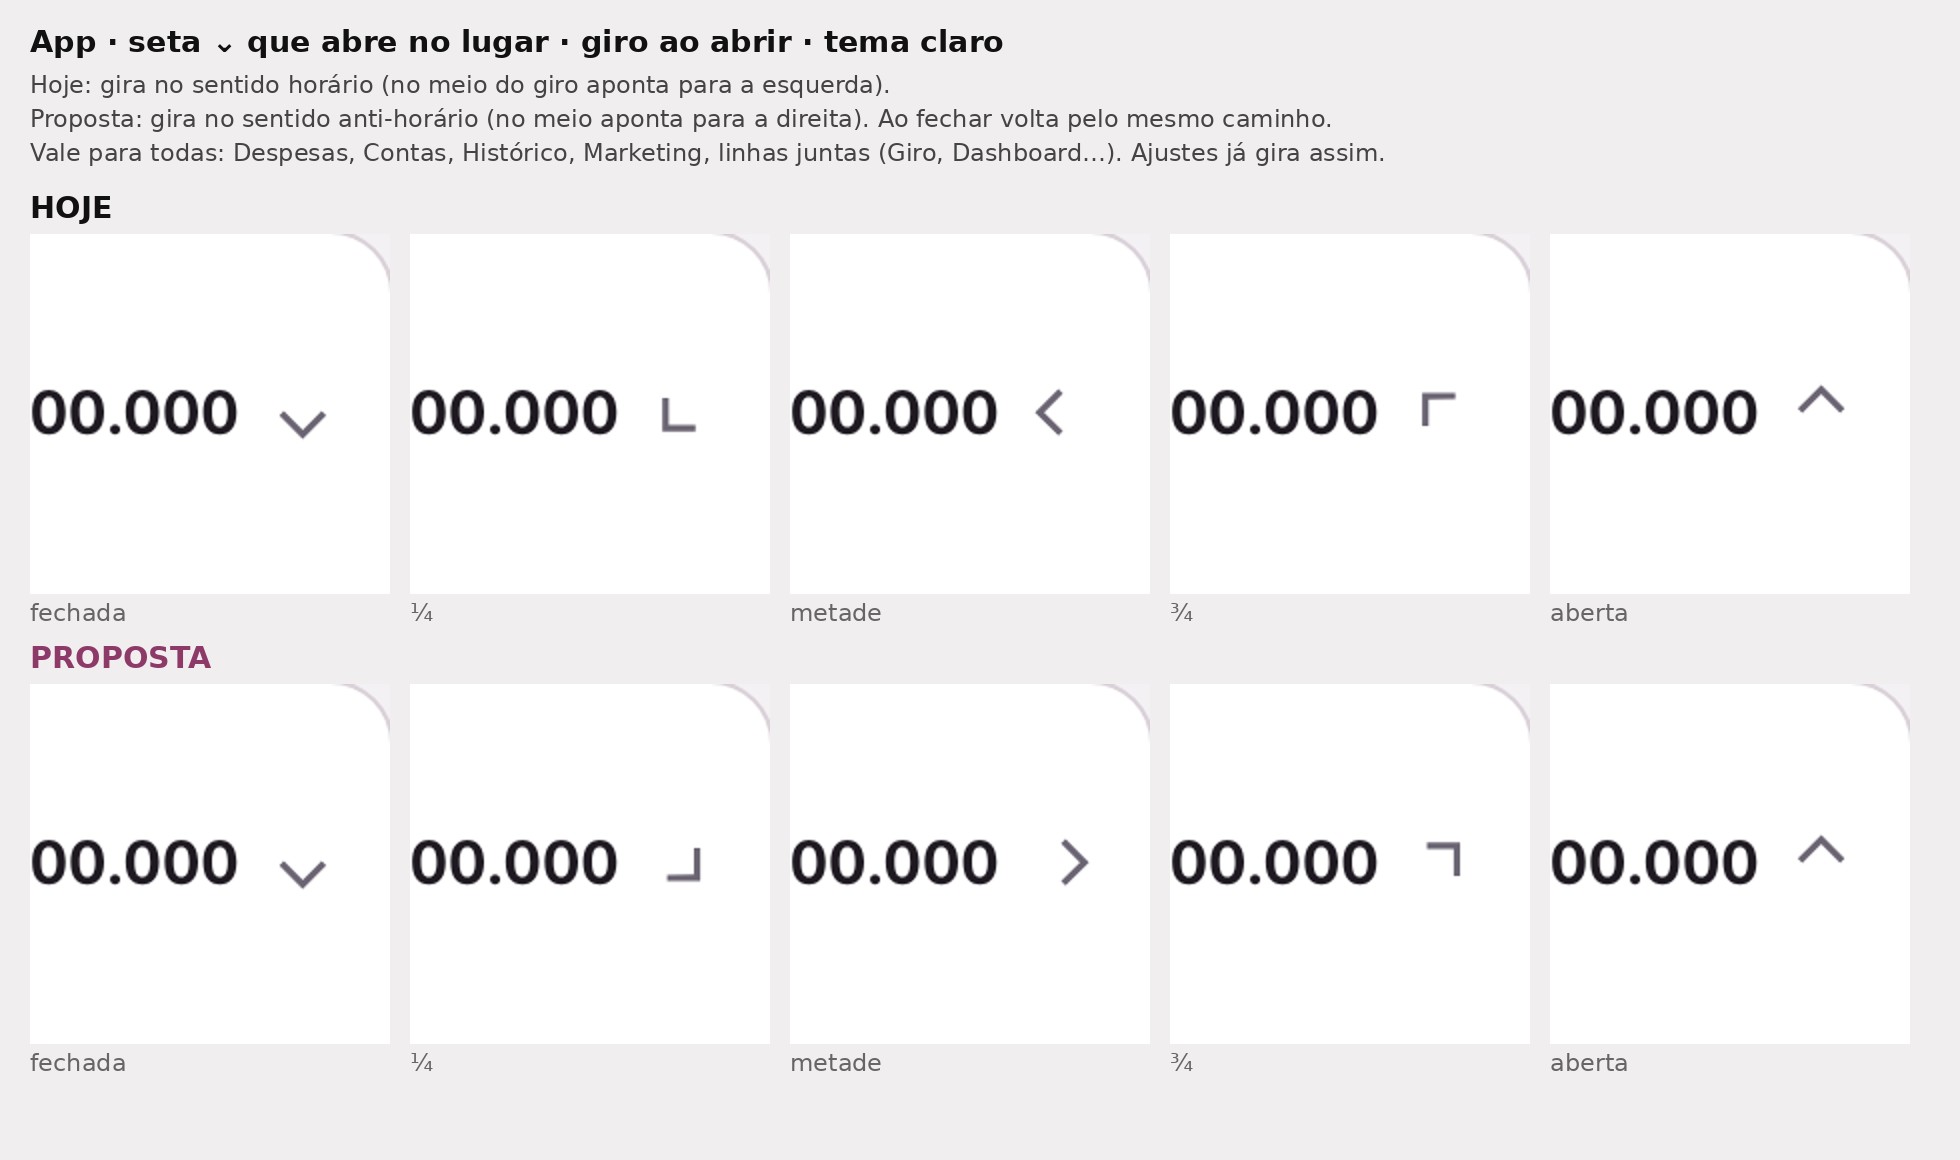 App · seta ⌄ que abre no lugar · giro ao abrir · tema claro
Hoje: gira no sentido horário (no meio do giro aponta para a esquerda).
Proposta: gira no sentido anti-horário (no meio aponta para a direita). Ao fechar volta pelo mesmo caminho.
Vale para todas: Despesas, Contas, Histórico, Marketing, linhas juntas (Giro, Dashboard...). Ajustes já gira assim.
HOJE
00.000 00.000 00.000 00.000 00.000
fechada ¼ metade ¾ aberta
PROPOSTA
00.000 00.000 00.000 00.000 00.000
fechada ¼ metade ¾ aberta